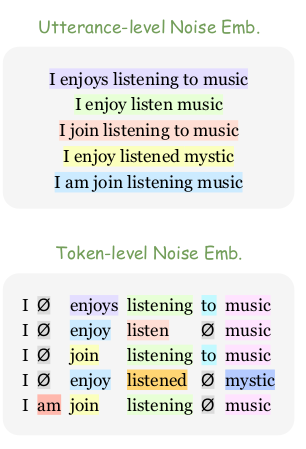 Utterance-level Noise Emb.
I enjoys listening to music
I enjoy listen music
I join listening to music
I enjoy listened mystic
I am join listening music
Token-level Noise Emb.
I Ø enjoys listening to music
I Ø enjoy listen Ø music
I Ø join listening to music
I Ø enjoy listened Ø mystic
I am join listening Ø music